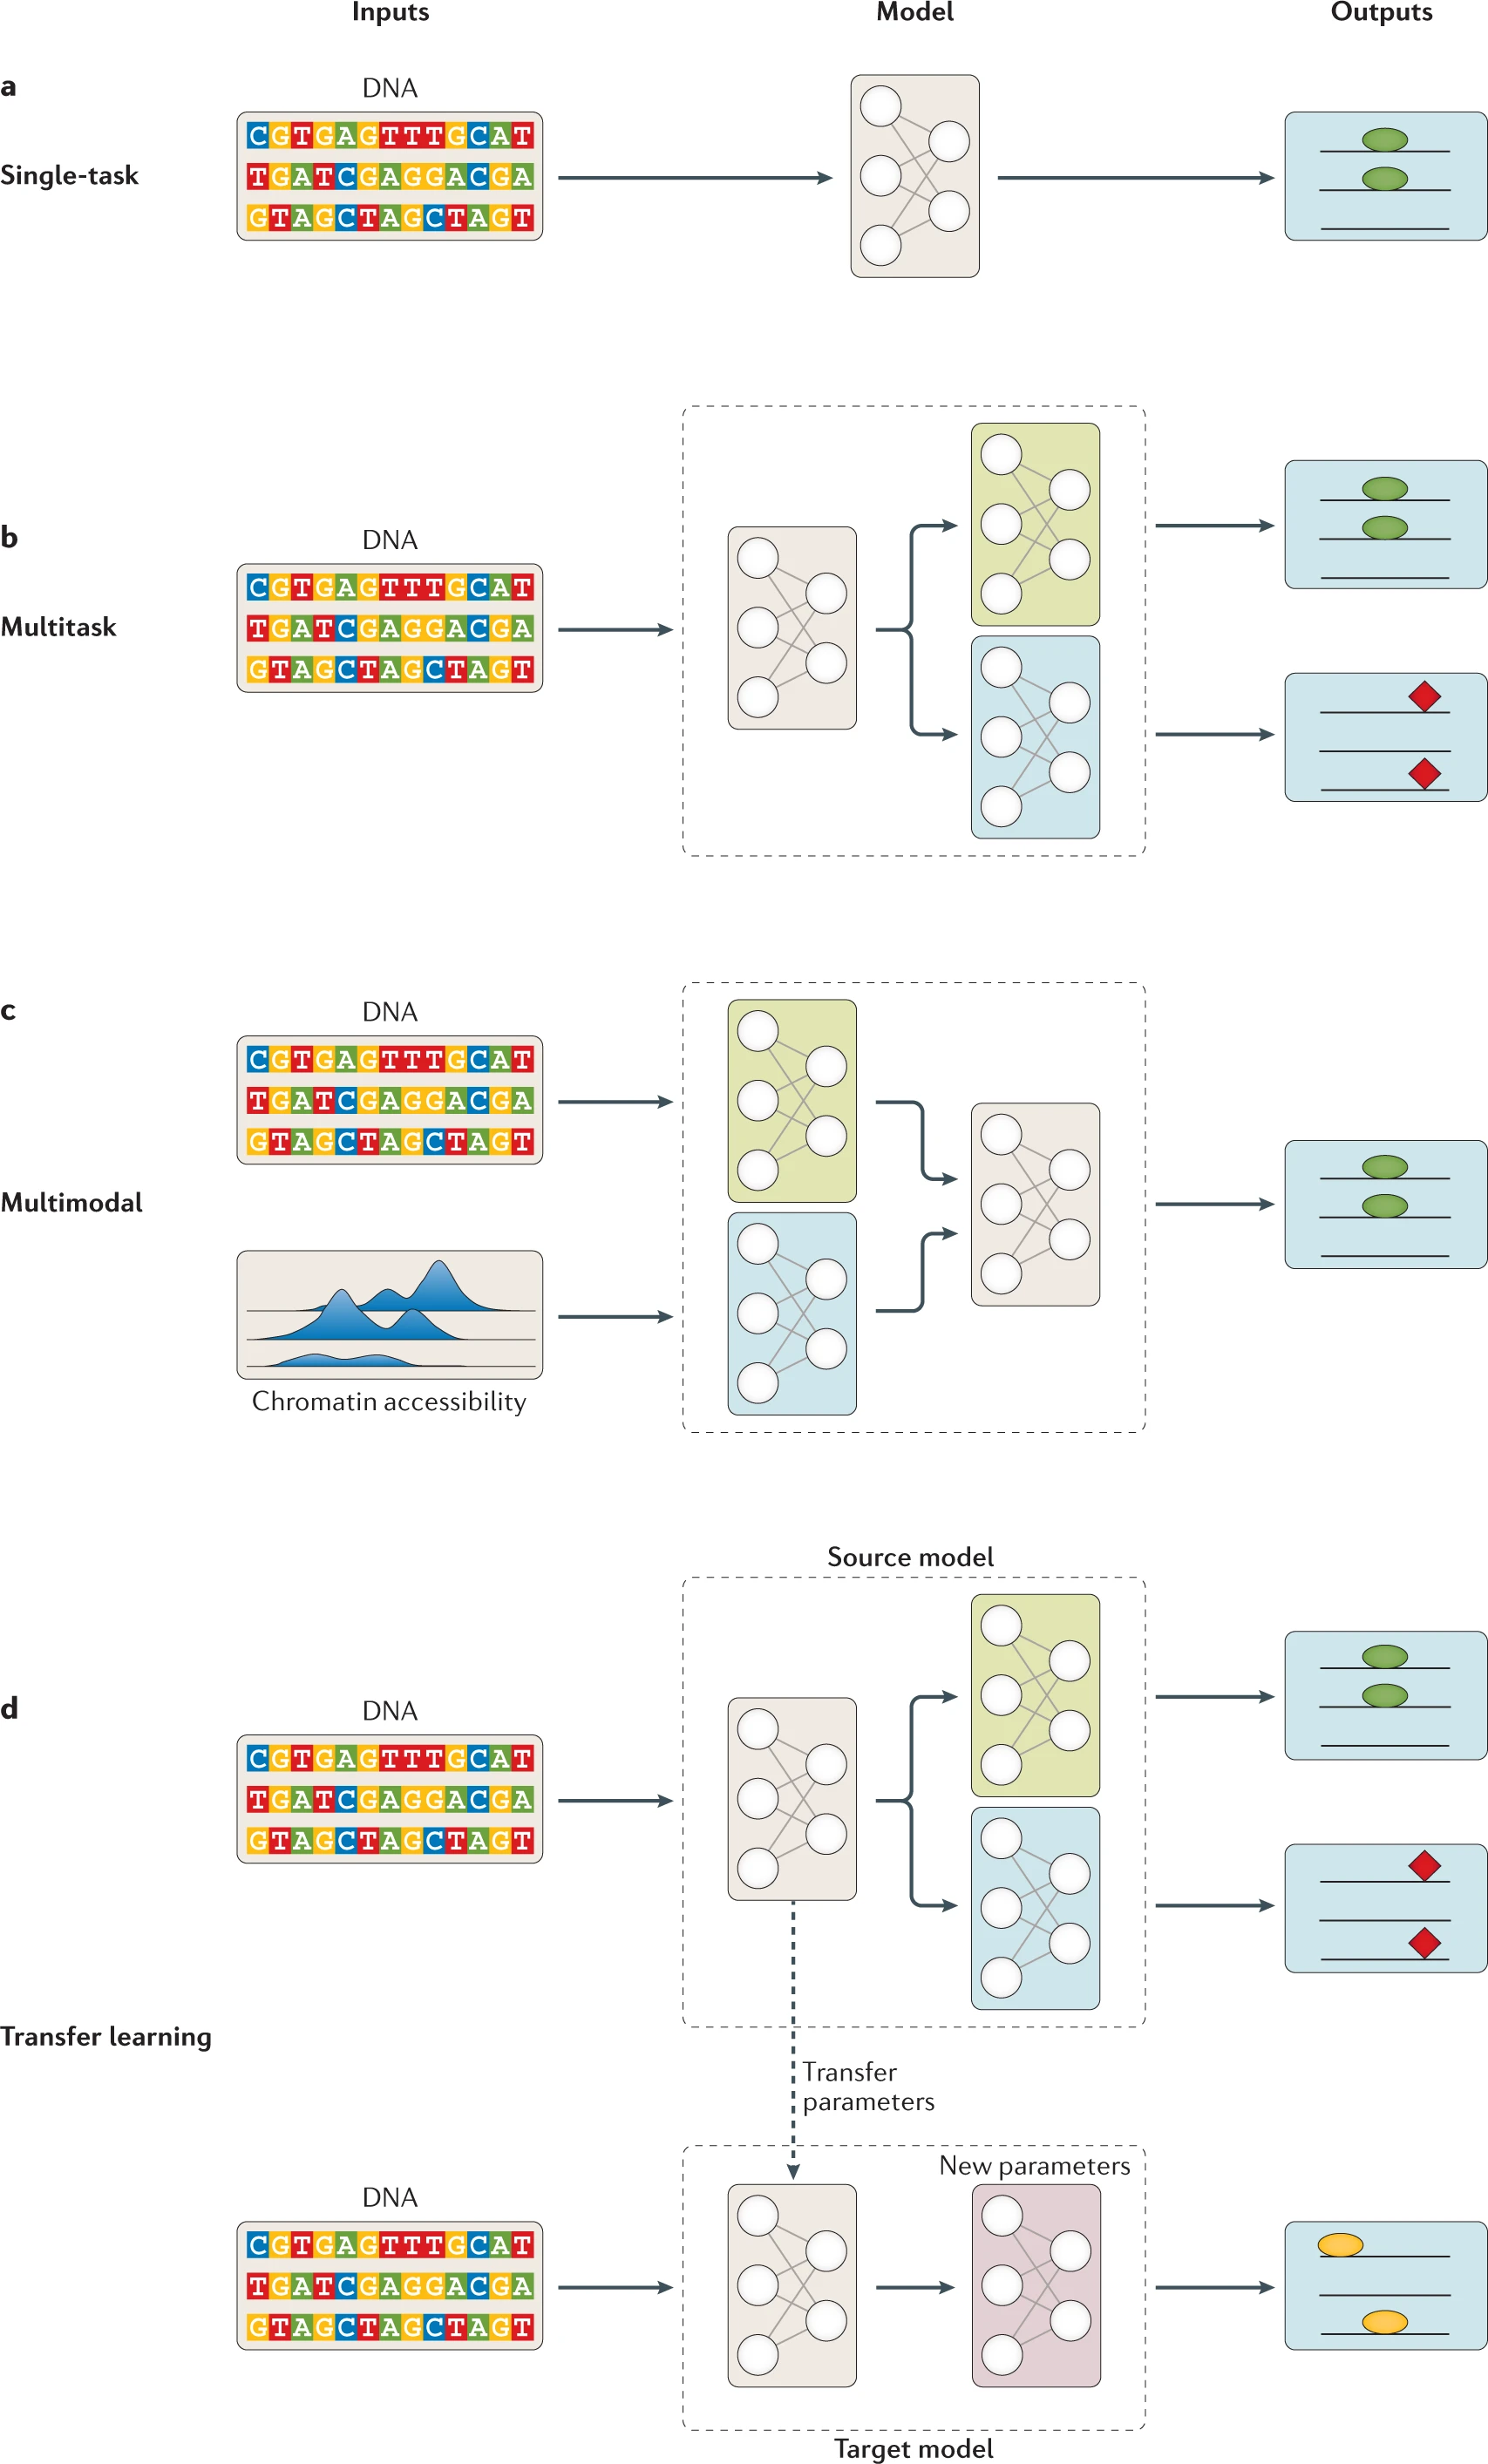 Inputs Model Outputs
a
DNA
CGTGAGTTTGCAT
Single-task
TGATCGAGGACGA
GTAGCTAGCTAGT
b
DNA
CGTGAGTTTGCAT
Multitask
TGATCGAGGACGA
GTAGCTAGCTAGT
c
DNA
CGTGAGTTTGCAT
TGATCGAGGACGA
GTAGCTAGCTAGT
Multimodal
Chromatin accessibility
Source model
d
DNA
CGTGAGTTTGCAT
TGATCGAGGACGA
GTAGCTAGCTAGT
Transfer learning
Transfer
parameters
New parameters
DNA
CGTGAGTTTGCAT
TGATCGAGGACGA
GTAGCTAGCTAGT
Target model